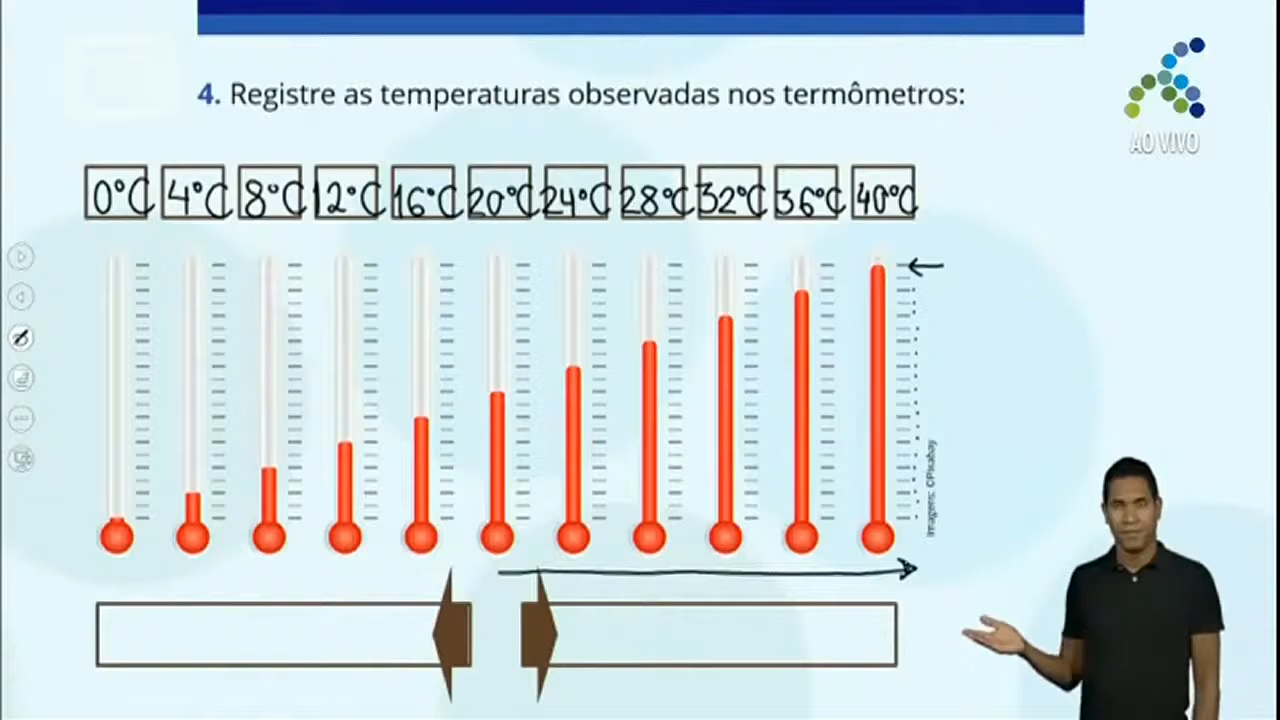 4. Registre as temperaturas observadas nos termômetros:
AO VIVO
0°C 4°C 8°C 12°C 16°C 20°C 24°C 28°C 32°C 36°C 40°C
Imagens: ©Pixabay